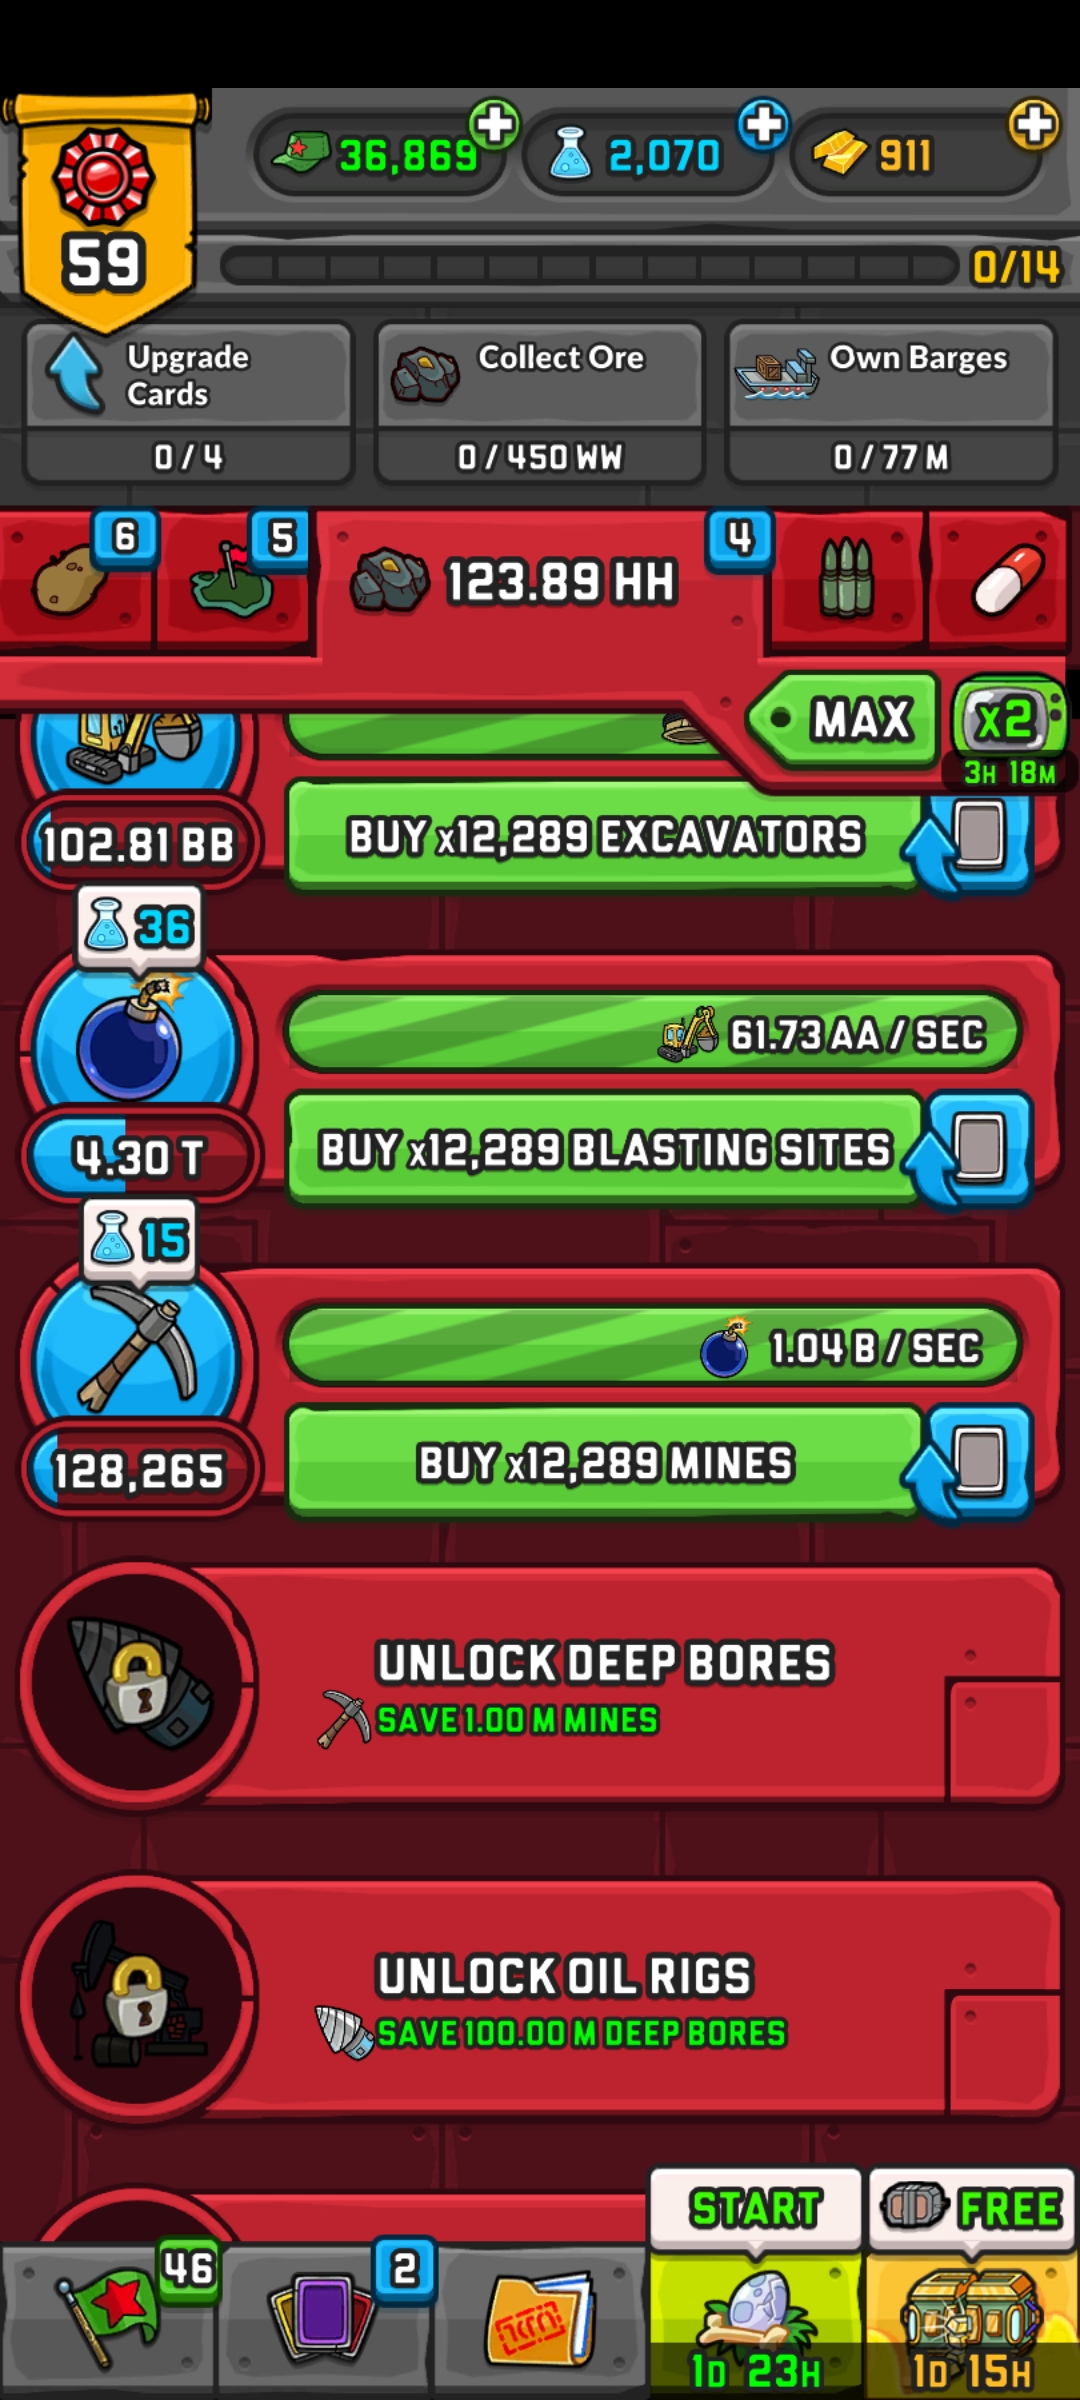 36,869
2,070
911
59
0/14
Upgrade
Cards
0 / 4
Collect Ore
0 / 450 WW
Own Barges
0 / 77 M
6
5
123.89 HH
4
MAX
x2
3H 18M
102.81 BB
BUY x12,289 EXCAVATORS
36
61.73 AA / SEC
4.30 T
BUY x12,289 BLASTING SITES
15
1.04 B / SEC
128,265
BUY x12,289 MINES
UNLOCK DEEP BORES
SAVE 1.00 M MINES
UNLOCK OIL RIGS
SAVE 100.00 M DEEP BORES
START
FREE
46
2
1D 23H
1D 15H